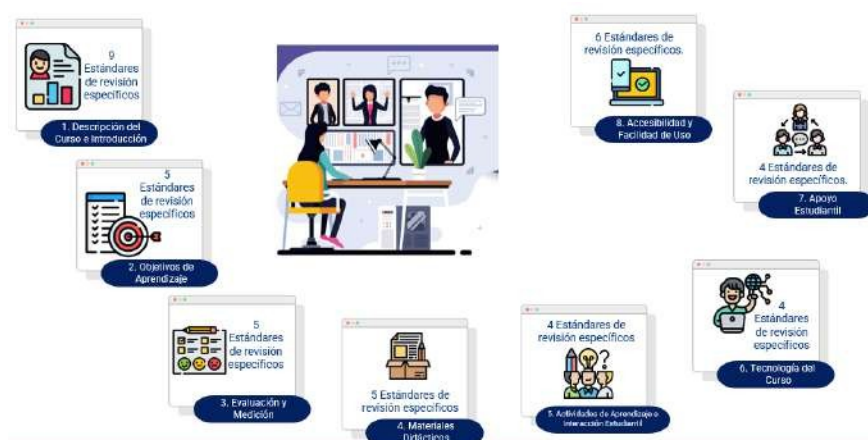 9
Estándares
de revisión
específicos
1. Descripción del
Curso e Introducción
5
Estándares
de revisión
específicos
2. Objetivos de
Aprendizaje
5
Estándares
de revisión
específicos
3. Evaluación y
Medición
5 Estándares de
revisión específicos
4. Materiales
Didácticos
4 Estándares de
revisión específicos
5. Actividades de Aprendizaje e
Interacción Estudiantil
4
Estándares
de revisión
específicos
6. Tecnología del
Curso
4 Estándares de
revisión específicos.
7. Apoyo
Estudiantil
6 Estándares de
revisión específicos.
8. Accesibilidad y
Facilidad de Uso